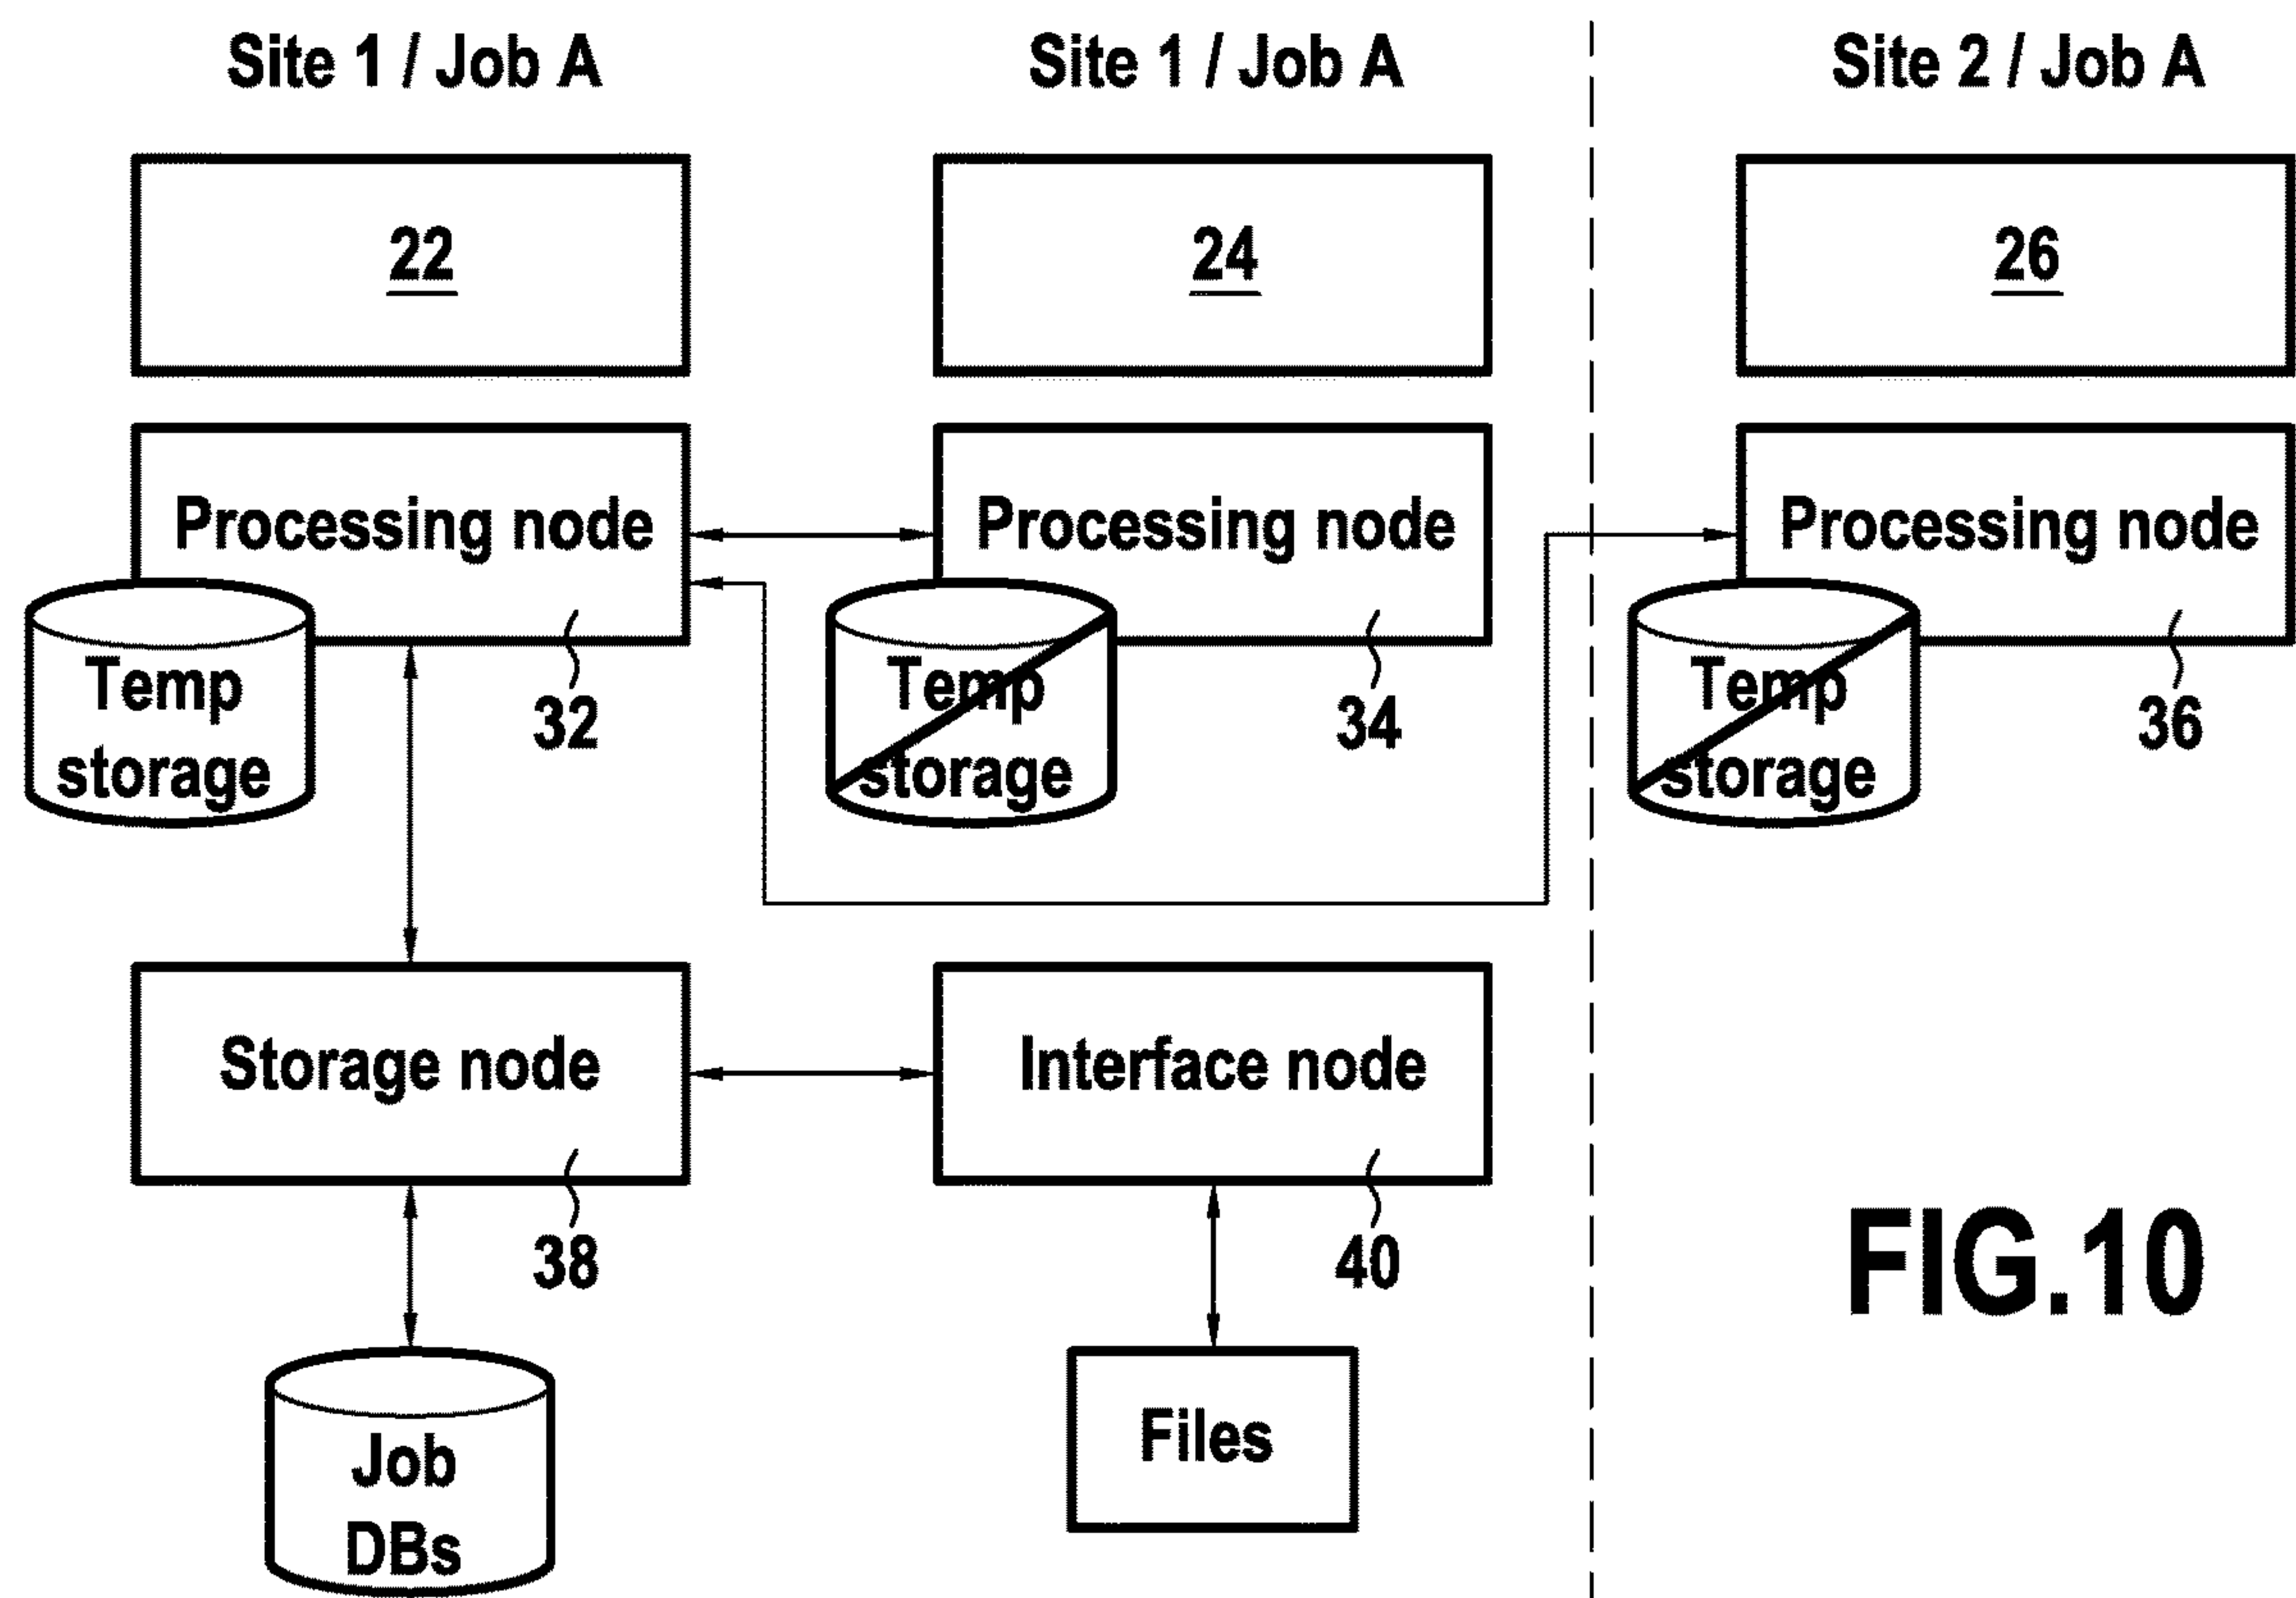 Site 1 / Job A
Site 1 / Job A
Site 2 / Job A
22
24
26
Processing node
Processing node
Processing node
Temp
storage
32
Temp
storage
34
Temp
storage
36
Storage node
Interface node
38
40
Job
DBs
Files
FIG.10